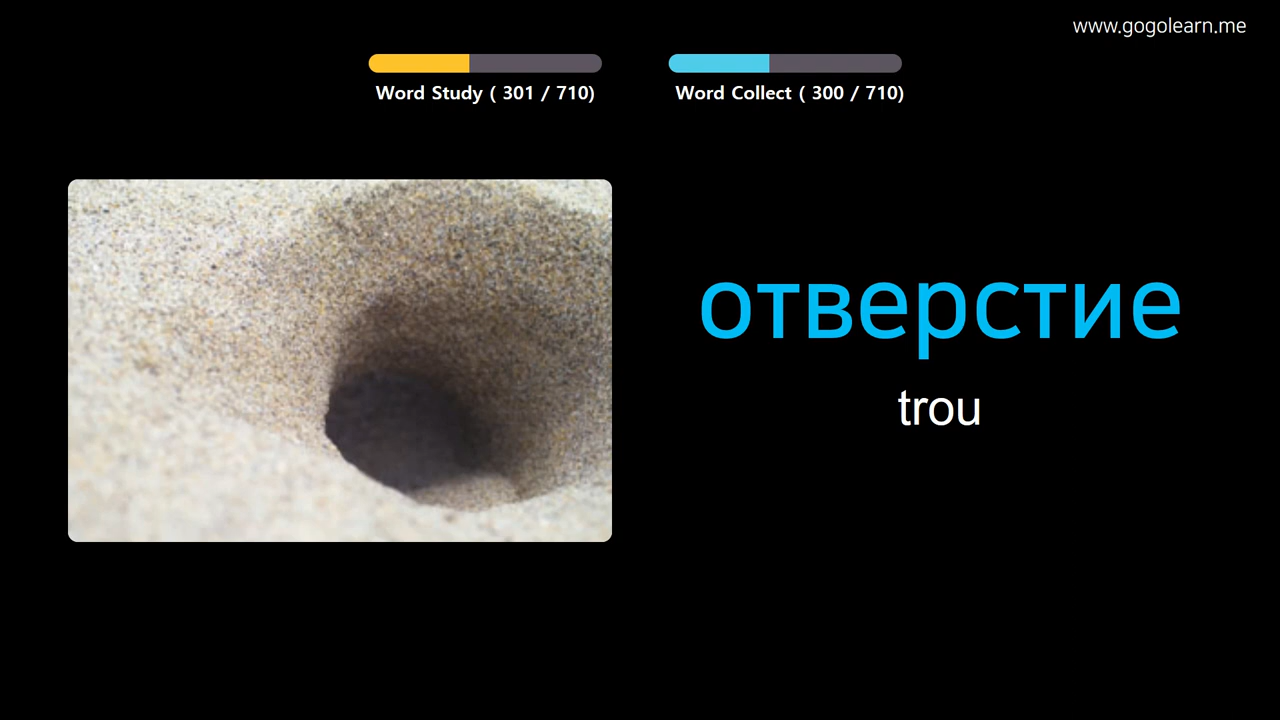 www.gogolearn.me
Word Study ( 301 / 710)
Word Collect ( 300 / 710)
отверстие
trou